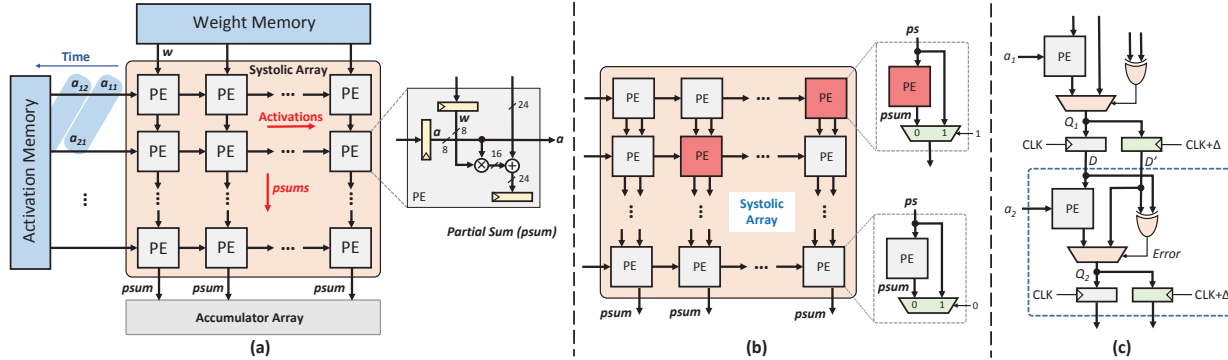 Weight Memory
w
Time
Systolic Array
a12
a11
PE
PE
...
PE
Activations
a21
PE
PE
...
PE
psums
Activation Memory
...
PE
PE
...
PE
psum
psum
psum
Accumulator Array
(a)
24
w
a
8
8
16
24
a
PE
Partial Sum (psum)
ps
PE
psum
0 1
1
PE
PE
...
PE
PE
PE
...
PE
Systolic
Array
PE
PE
...
PE
psum
psum
psum
ps
PE
psum
0 1
0
(b)
a1
PE
Q1
CLK
CLK+Δ
D
D'
a2
PE
Error
Q2
CLK
CLK+Δ
(c)